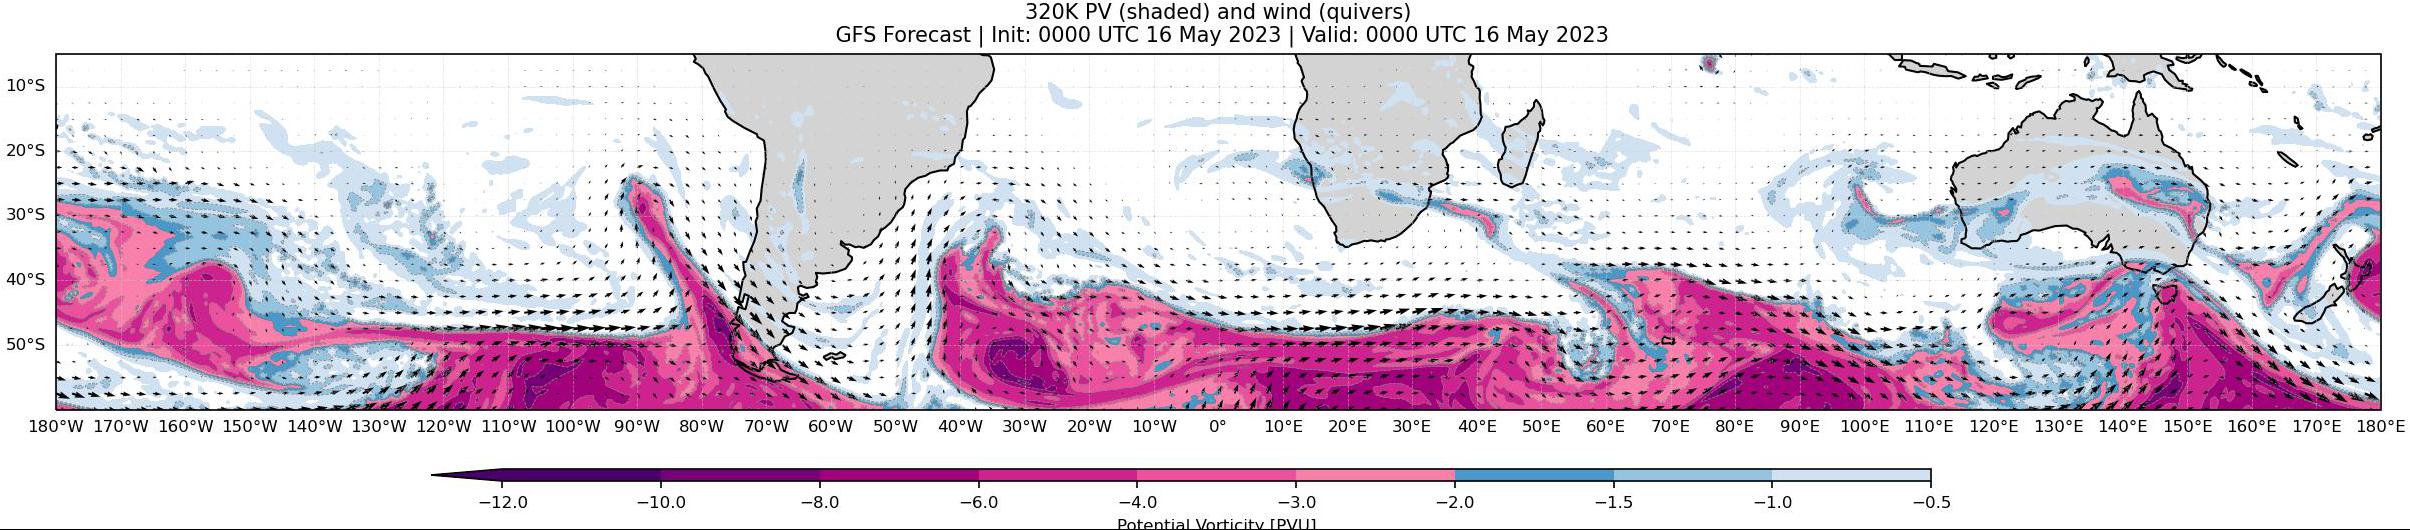 320K PV (shaded) and wind (quivers)
GFS Forecast | Init: 0000 UTC 16 May 2023 | Valid: 0000 UTC 16 May 2023
10°S
20°S
30°S
40°S
50°S
180°W 170°W 160°W 150°W 140°W 130°W 120°W 110°W 100°W 90°W 80°W 70°W 60°W 50°W 40°W 30°W 20°W 10°W 0° 10°E 20°E 30°E 40°E 50°E 60°E 70°E 80°E 90°E 100°E 110°E 120°E 130°E 140°E 150°E 160°E 170°E 180°E
−12.0 −10.0 −8.0 −6.0 −4.0 −3.0 −2.0 −1.5 −1.0 −0.5
Potential Vorticity [PVU]